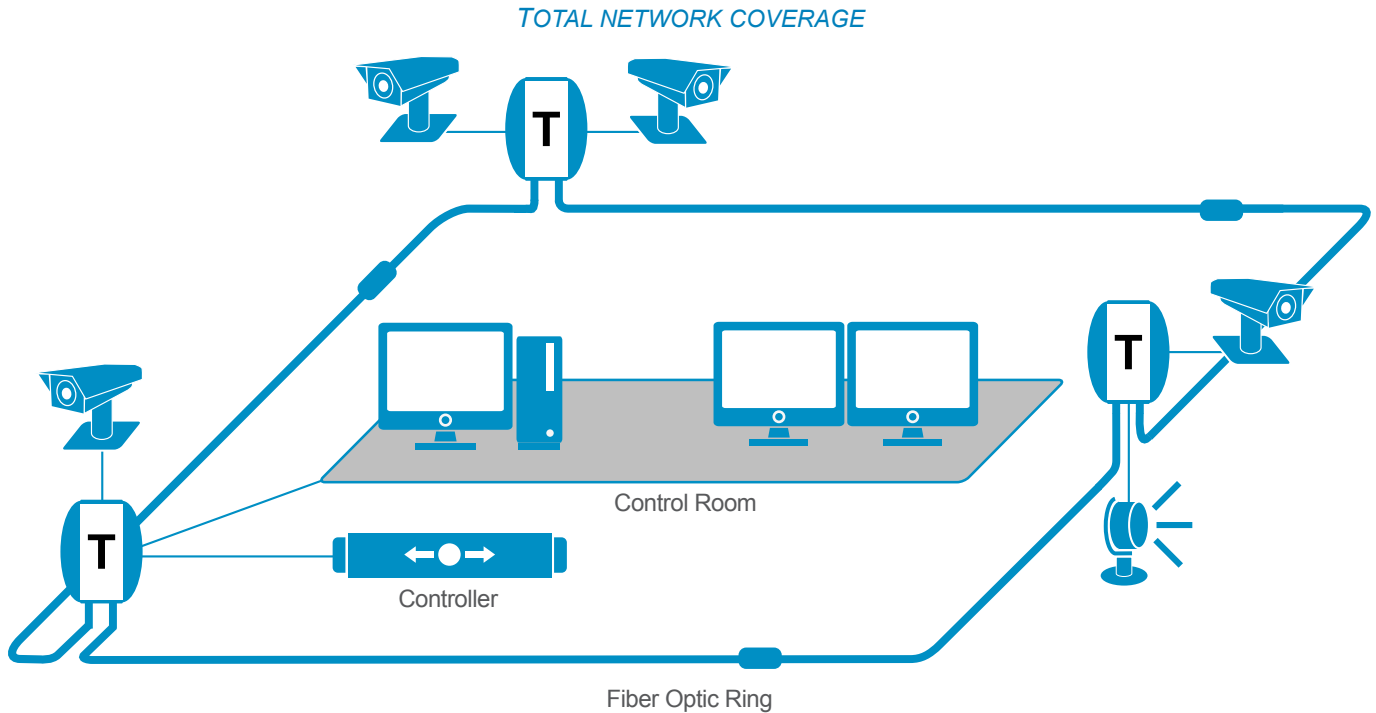 TOTAL NETWORK COVERAGE
T
T
T
Control Room
Controller
Fiber Optic Ring